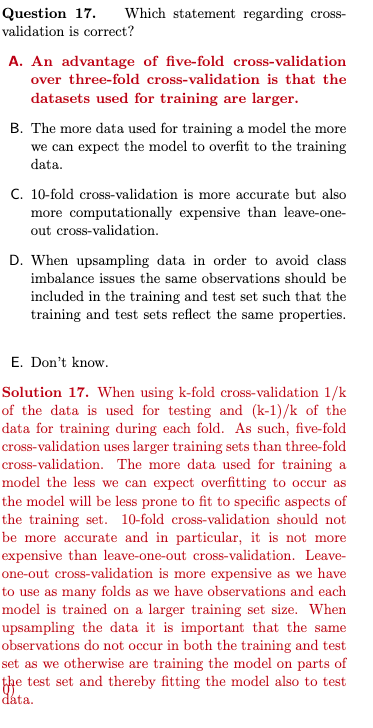 Question 17. Which statement regarding cross-
validation is correct?
A. An advantage of five-fold cross-validation
over three-fold cross-validation is that the
datasets used for training are larger.
B. The more data used for training a model the more
we can expect the model to overfit to the training
data.
C. 10-fold cross-validation is more accurate but also
more computationally expensive than leave-one-
out cross-validation.
D. When upsampling data in order to avoid class
imbalance issues the same observations should be
included in the training and test set such that the
training and test sets reflect the same properties.
E. Don't know.
Solution 17. When using k-fold cross-validation 1/k
of the data is used for testing and (k-1)/k of the
data for training during each fold. As such, five-fold
cross-validation uses larger training sets than three-fold
cross-validation. The more data used for training a
model the less we can expect overfitting to occur as
the model will be less prone to fit to specific aspects of
the training set. 10-fold cross-validation should not
be more accurate and in particular, it is not more
expensive than leave-one-out cross-validation. Leave-
one-out cross-validation is more expensive as we have
to use as many folds as we have observations and each
model is trained on a larger training set size. When
upsampling the data it is important that the same
observations do not occur in both the training and test
set as we otherwise are training the model on parts of
the test set and thereby fitting the model also to test
data.